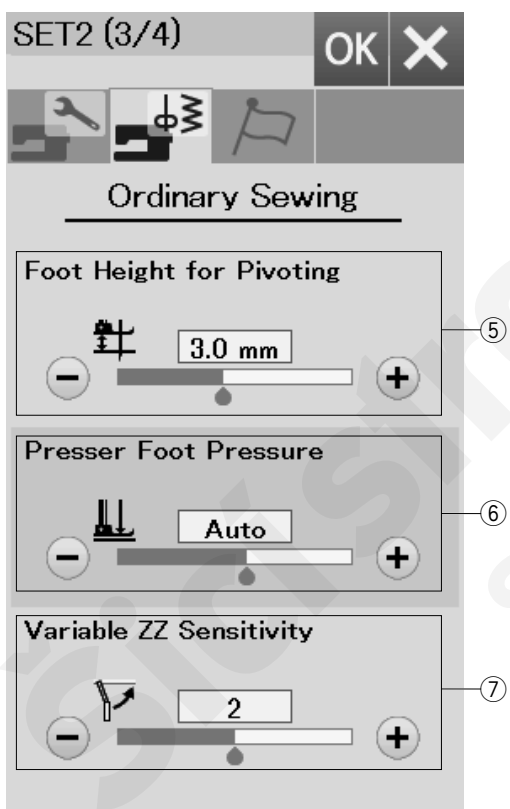 SET2 (3/4)
OK
Ordinary Sewing
Foot Height for Pivoting
3.0 mm
⑤
Presser Foot Pressure
Auto
⑥
Variable ZZ Sensitivity
2
⑦